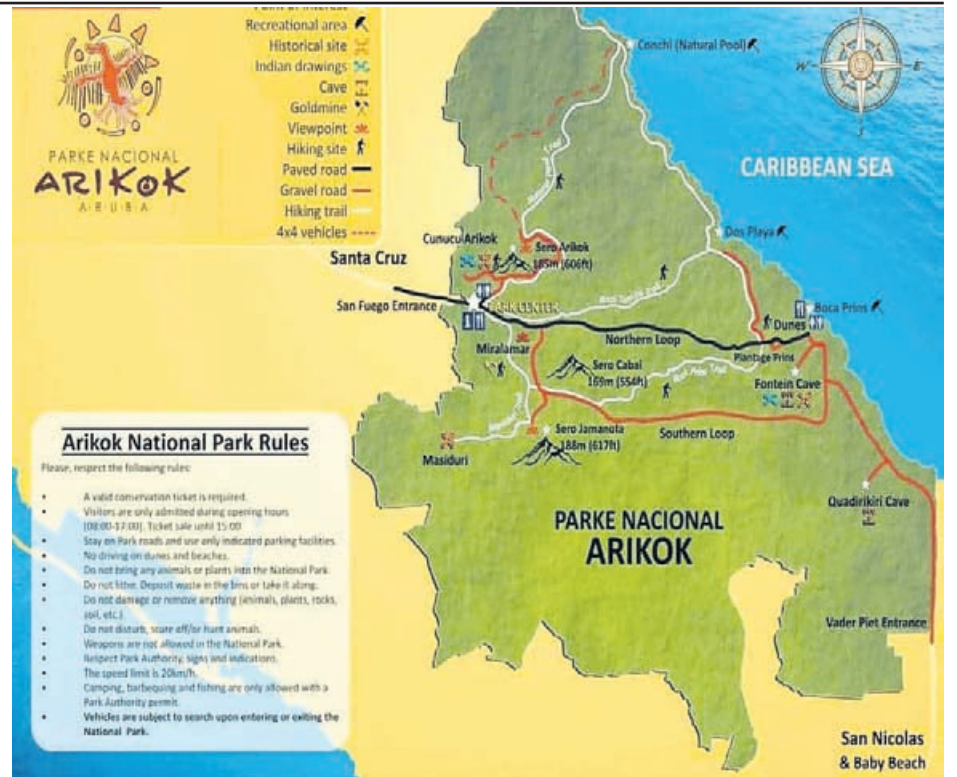 Recreational area
Historical site
Indian drawings
Cave
Goldmine
Viewpoint
Hiking site
Paved road
Gravel road
Hiking trail
4x4 vehicles
PARKE NACIONAL
ARIKOK
A·R·U·B·A
Conchi (Natural Pool)
W
E
CARIBBEAN SEA
Dos Playa
Cunucu Arikok
Sero Arikok
185m (606ft)
Santa Cruz
San Fuego Entrance
PARK CENTER
Boca Prins
Dunes
Northern Loop
Plantage Prins
Miralamar
Sero Cabai
169m (554ft)
Fontein Cave
Sero Jamanota
188m (617ft)
Southern Loop
Masiduri
Quadirikiri Cave
PARKE NACIONAL
ARIKOK
Vader Piet Entrance
San Nicolas
& Baby Beach
Arikok National Park Rules
Please, respect the following rules:
• A valid conservation ticket is required.
• Visitors are only admitted during opening hours
(08:00-17:00). Ticket sale until 15:00
• Stay on Park roads and use only indicated parking facilities.
• No driving on dunes and beaches.
• Do not bring any animals or plants into the National Park.
• Do not litter. Deposit waste in the bins or take it along.
• Do not damage or remove anything (animals, plants, rocks,
soil, etc.)
• Do not disturb, scare off/or hunt animals.
• Weapons are not allowed in the National Park.
• Respect Park Authority, signs and indications.
• The speed limit is 20km/h.
• Camping, barbequing and fishing are only allowed with a
Park Authority permit.
• Vehicles are subject to search upon entering or exiting the
National Park.